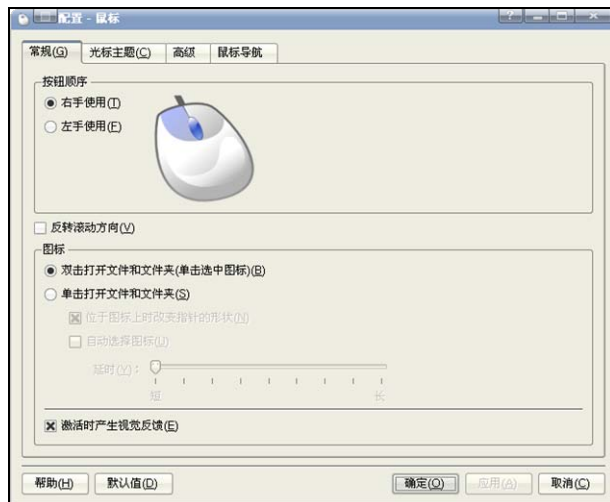 配置 - 鼠标
常规(G) 光标主题(C) 高级 鼠标导航
按钮顺序
右手使用(T)
左手使用(F)
反转滚动方向(V)
图标
双击打开文件和文件夹(单击选中图标)(B)
单击打开文件和文件夹(S)
位于图标上时改变指针的形状(N)
自动选择图标(U)
延时(Y):
短 长
激活时产生视觉反馈(E)
帮助(H) 默认值(D) 确定(O) 应用(A) 取消(C)